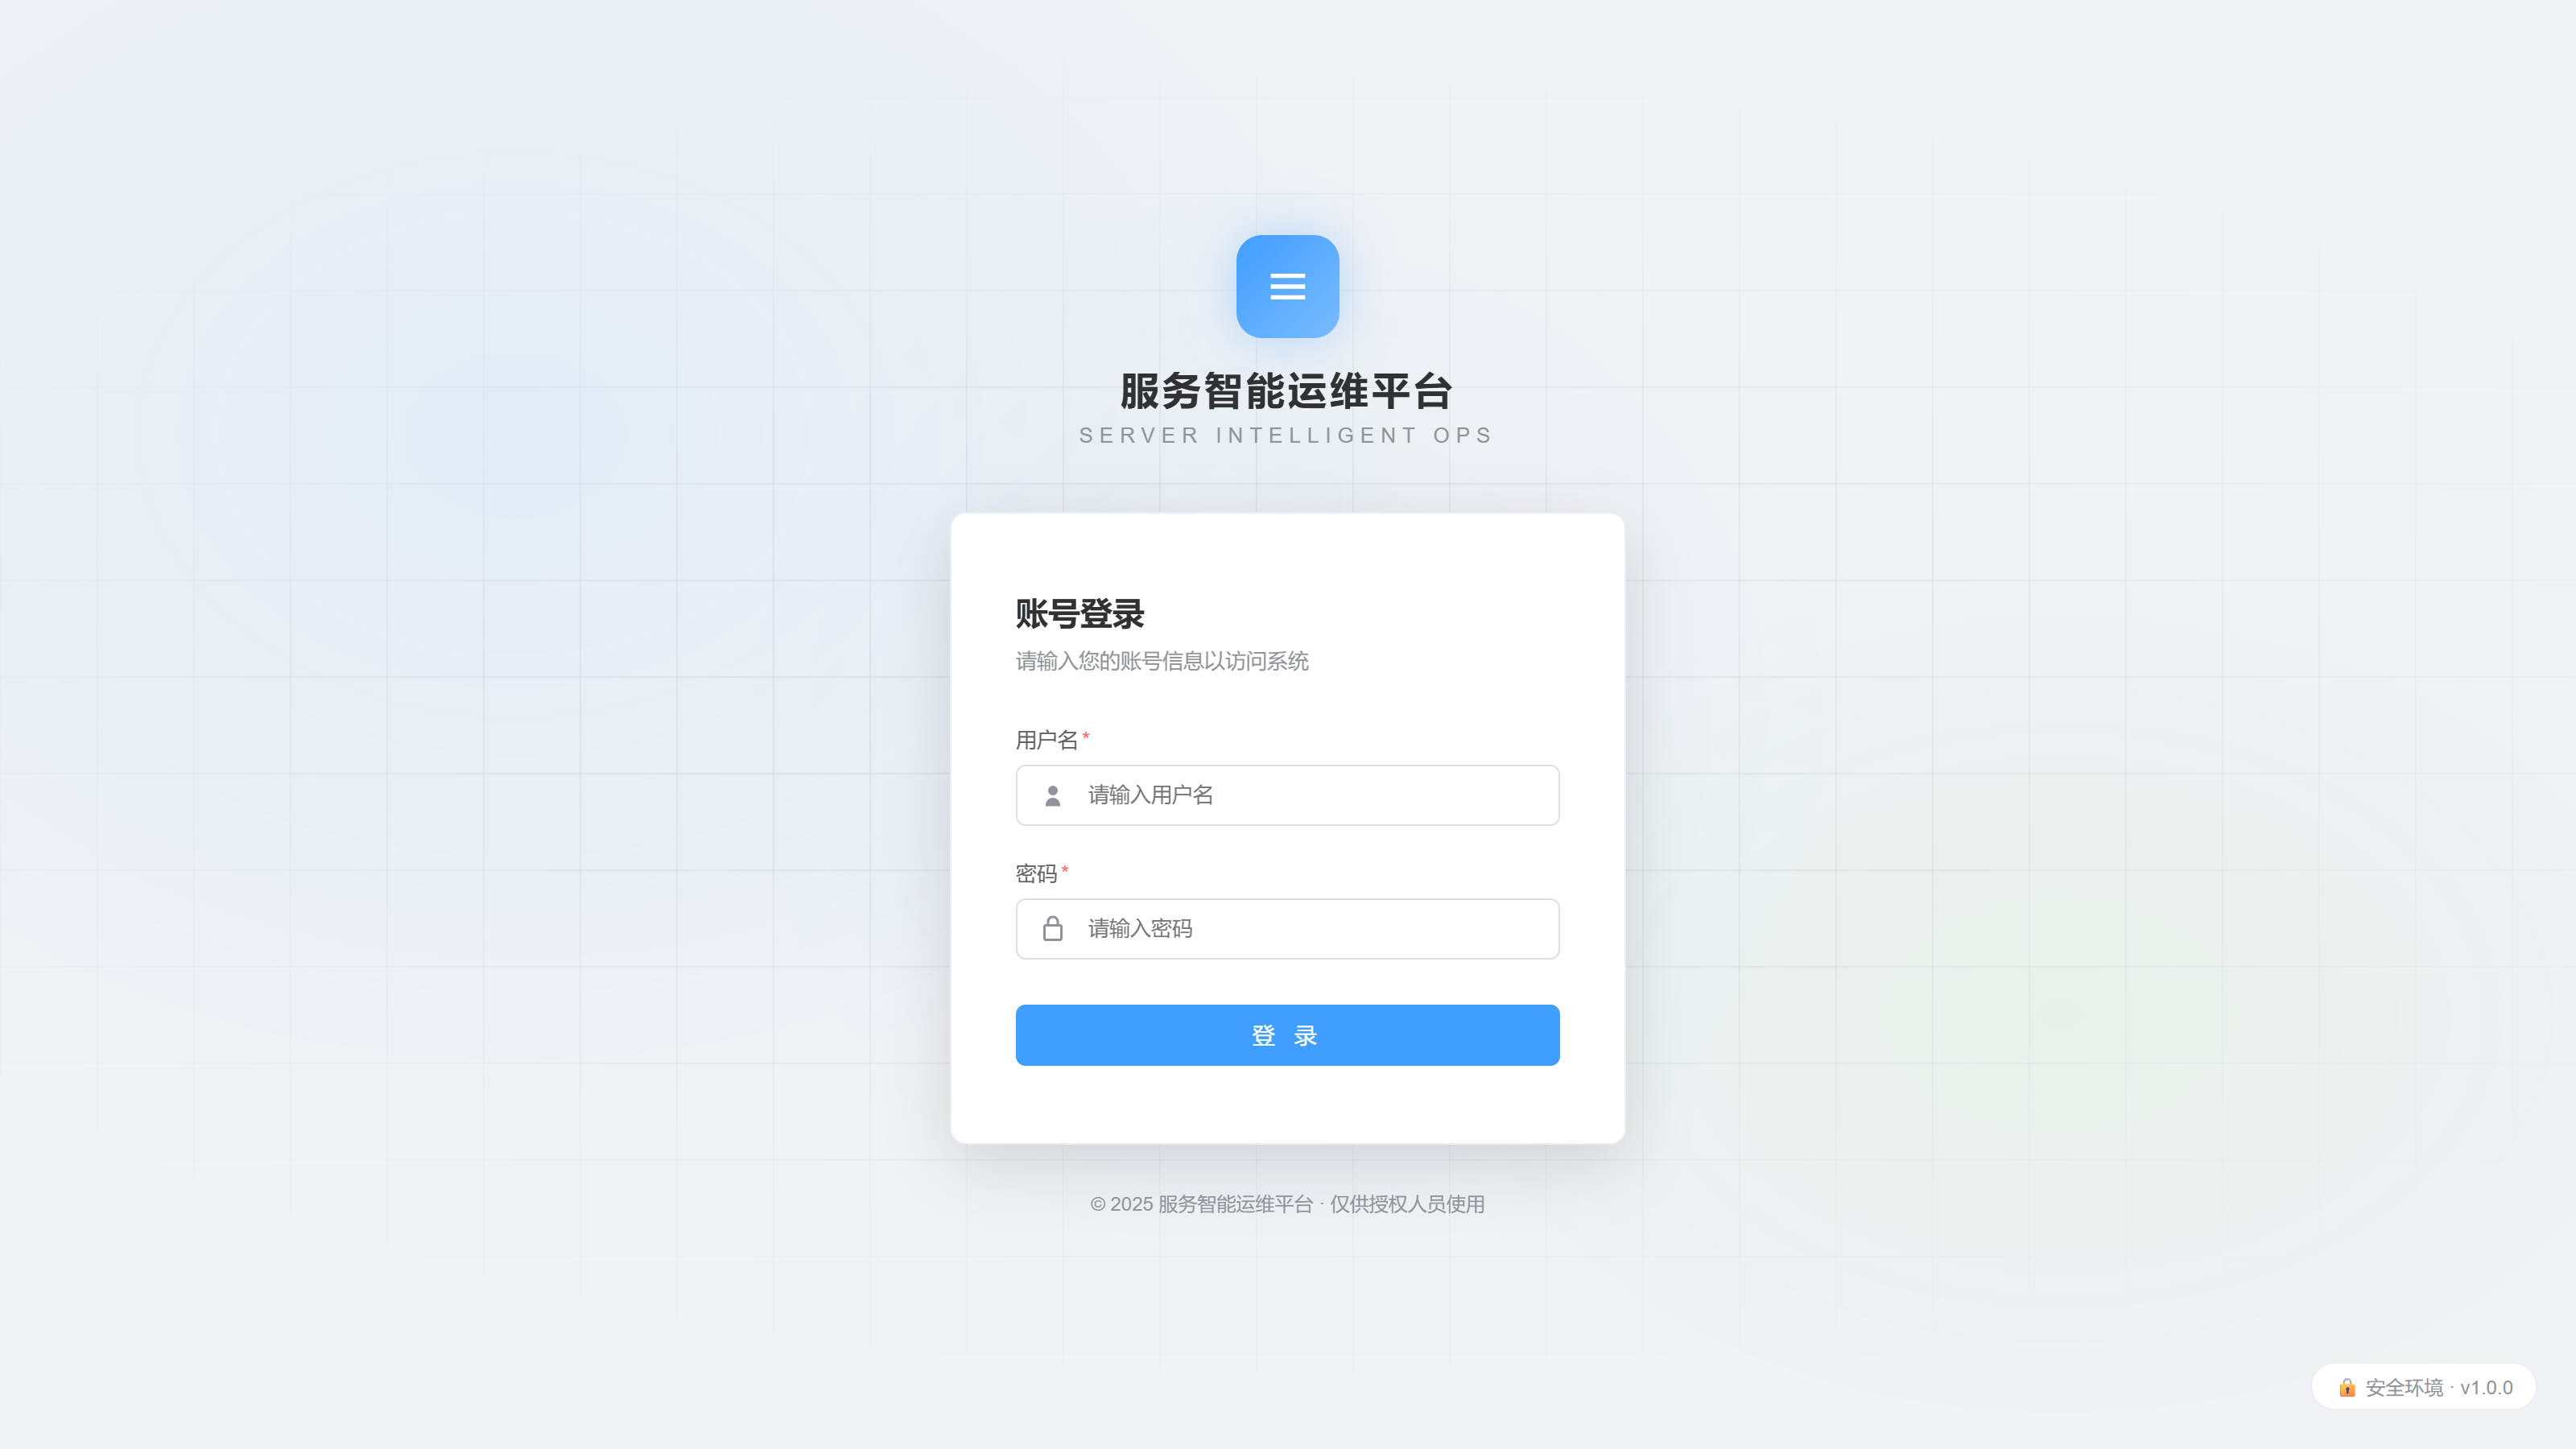 服务智能运维平台
SERVER INTELLIGENT OPS
账号登录
请输入您的账号信息以访问系统
用户名*
请输入用户名
密码*
请输入密码
登 录
© 2025 服务智能运维平台 · 仅供授权人员使用
安全环境 · v1.0.0